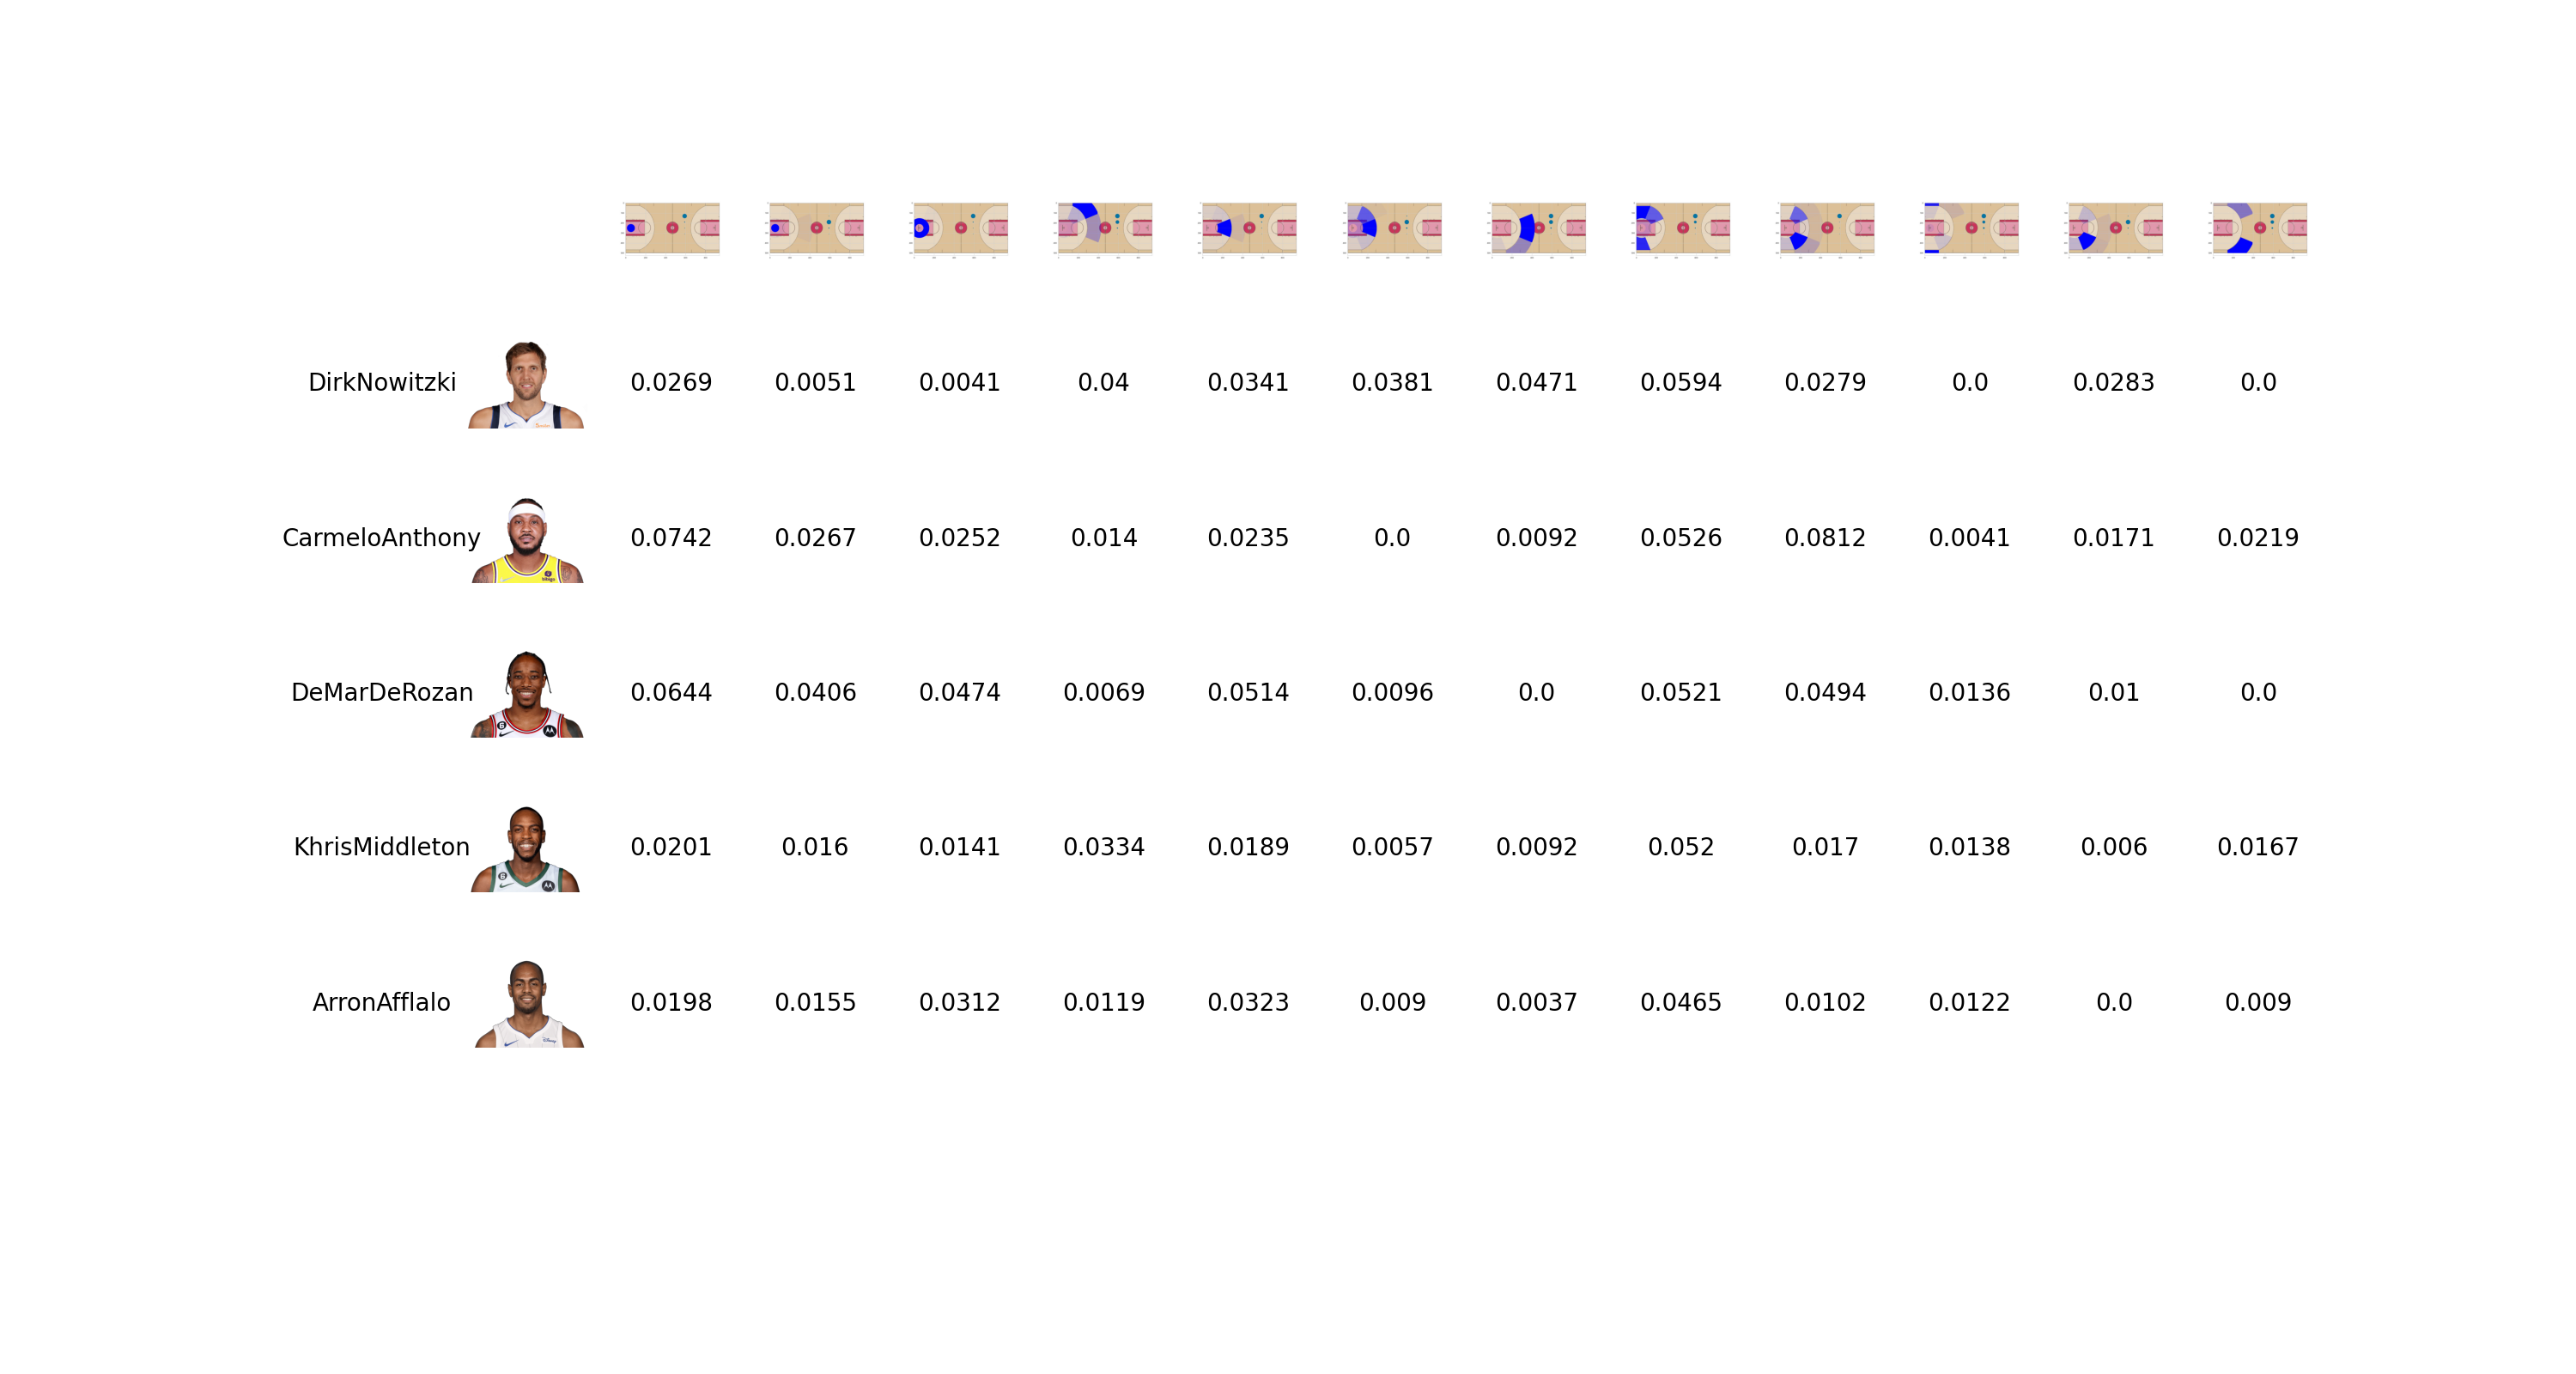 DirkNowitzki 0.0269 0.0051 0.0041 0.04 0.0341 0.0381 0.0471 0.0594 0.0279 0.0 0.0283 0.0
CarmeloAnthony 0.0742 0.0267 0.0252 0.014 0.0235 0.0 0.0092 0.0526 0.0812 0.0041 0.0171 0.0219
DeMarDeRozan 0.0644 0.0406 0.0474 0.0069 0.0514 0.0096 0.0 0.0521 0.0494 0.0136 0.01 0.0
KhrisMiddleton 0.0201 0.016 0.0141 0.0334 0.0189 0.0057 0.0092 0.052 0.017 0.0138 0.006 0.0167
ArronAfflalo 0.0198 0.0155 0.0312 0.0119 0.0323 0.009 0.0037 0.0465 0.0102 0.0122 0.0 0.009